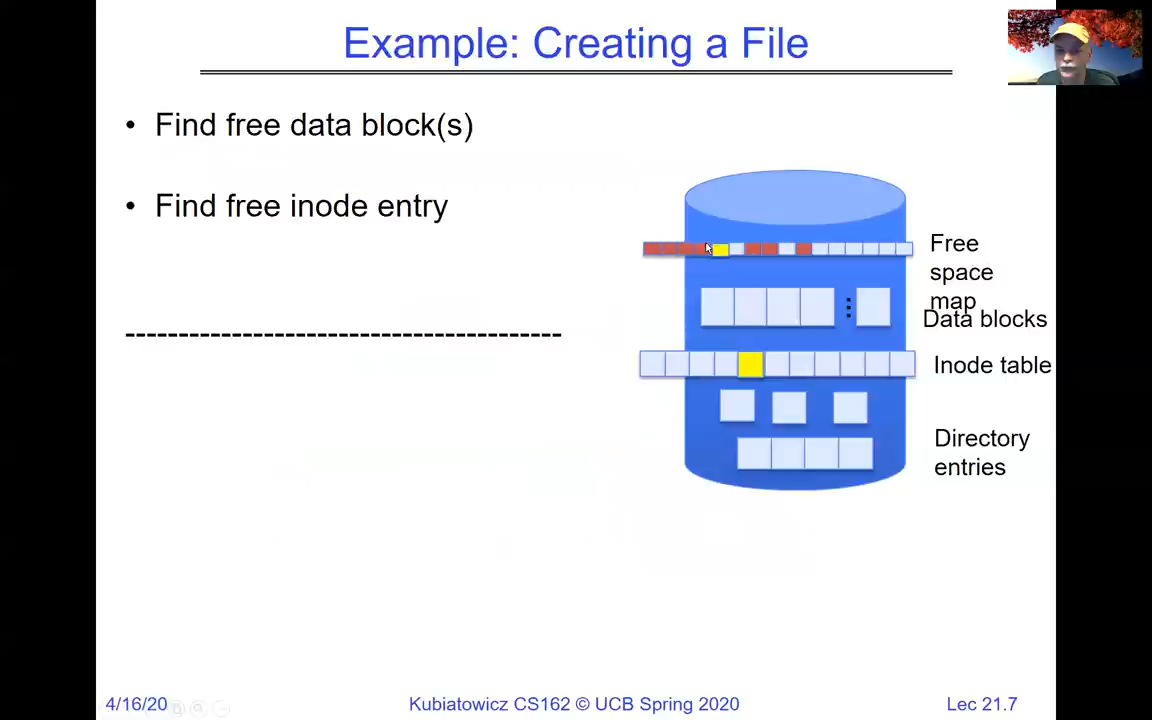 Example: Creating a File
• Find free data block(s)
• Find free inode entry
-----------------------------------------
Free
space
map
Data blocks
Inode table
Directory
entries
4/16/20
Kubiatowicz CS162 © UCB Spring 2020
Lec 21.7